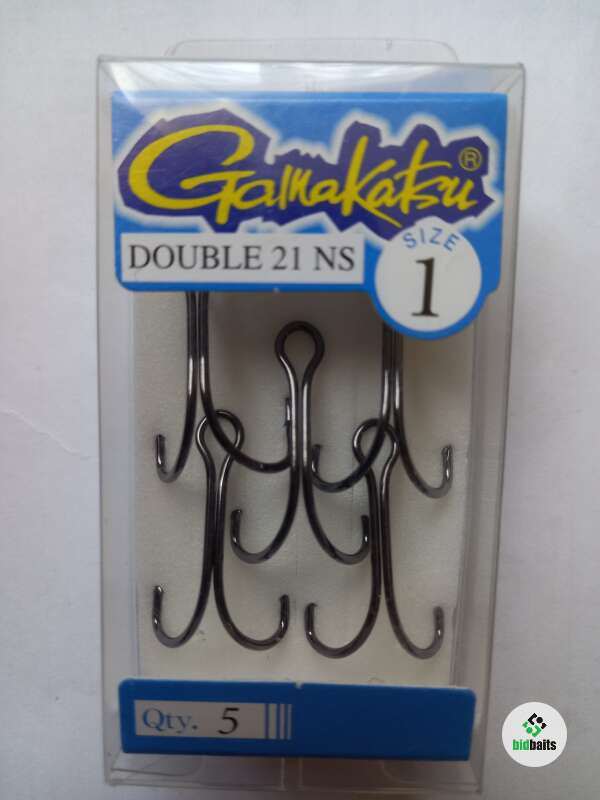 Gamakatsu®
DOUBLE 21 NS
SIZE
1
Qty. 5
bidbaits